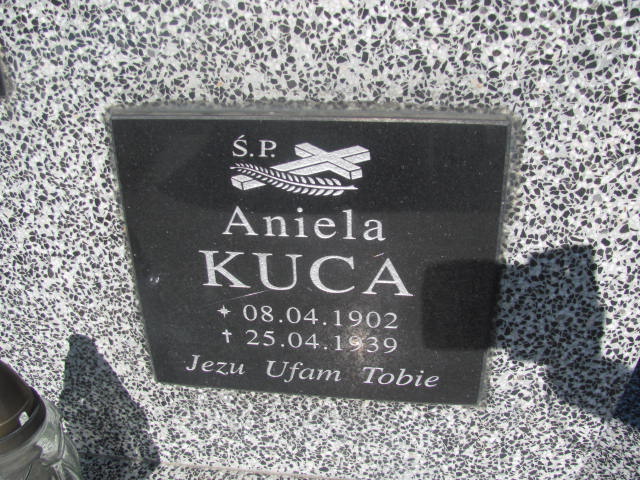 Ś.P.
Aniela
KUCA
* 08.04.1902
† 25.04.1939
Jezu Ufam Tobie